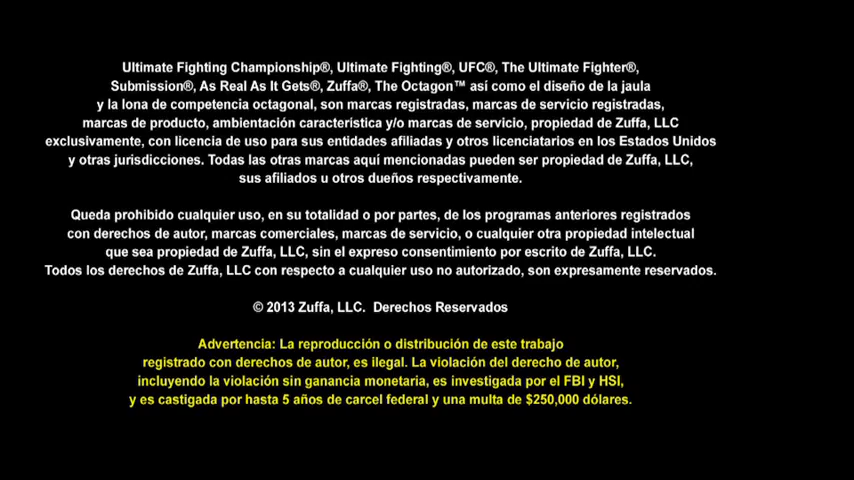 Ultimate Fighting Championship®, Ultimate Fighting®, UFC®, The Ultimate Fighter®,
Submission®, As Real As It Gets®, Zuffa®, The Octagon™ así como el diseño de la jaula
y la lona de competencia octagonal, son marcas registradas, marcas de servicio registradas,
marcas de producto, ambientación característica y/o marcas de servicio, propiedad de Zuffa, LLC
exclusivamente, con licencia de uso para sus entidades afiliadas y otros licenciatarios en los Estados Unidos
y otras jurisdicciones. Todas las otras marcas aquí mencionadas pueden ser propiedad de Zuffa, LLC,
sus afiliados u otros dueños respectivamente.
Queda prohibido cualquier uso, en su totalidad o por partes, de los programas anteriores registrados
con derechos de autor, marcas comerciales, marcas de servicio, o cualquier otra propiedad intelectual
que sea propiedad de Zuffa, LLC, sin el expreso consentimiento por escrito de Zuffa, LLC.
Todos los derechos de Zuffa, LLC con respecto a cualquier uso no autorizado, son expresamente reservados.
© 2013 Zuffa, LLC. Derechos Reservados
Advertencia: La reproducción o distribución de este trabajo
registrado con derechos de autor, es ilegal. La violación del derecho de autor,
incluyendo la violación sin ganancia monetaria, es investigada por el FBI y HSI,
y es castigada por hasta 5 años de carcel federal y una multa de $250,000 dólares.